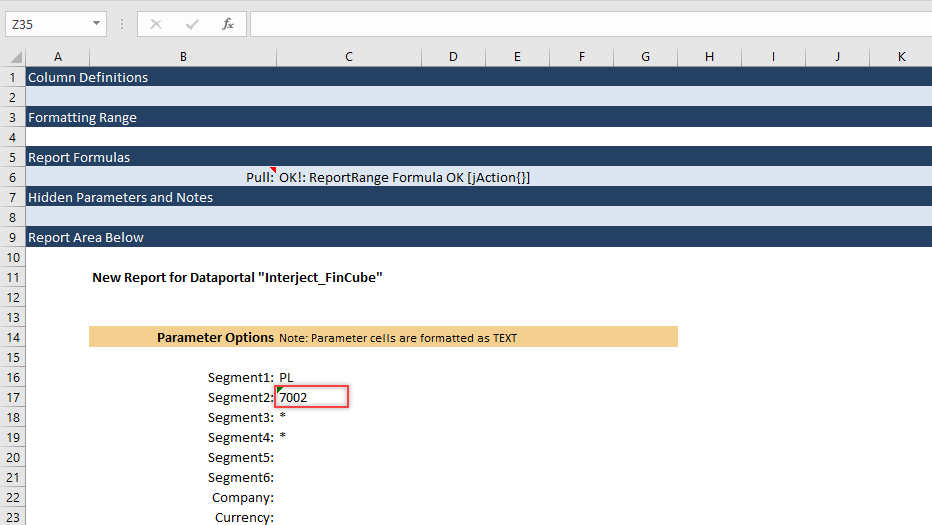 Z35 fx
A B C D E F G H I J K
1 Column Definitions
2
3 Formatting Range
4
5 Report Formulas
6 Pull: OK!: ReportRange Formula OK [jAction{}]
7 Hidden Parameters and Notes
8
9 Report Area Below
10
11 New Report for Dataportal "Interject_FinCube"
12
13
14 Parameter Options Note: Parameter cells are formatted as TEXT
15
16 Segment1: PL
17 Segment2: 7002
18 Segment3: *
19 Segment4: *
20 Segment5:
21 Segment6:
22 Company:
23 Currency: